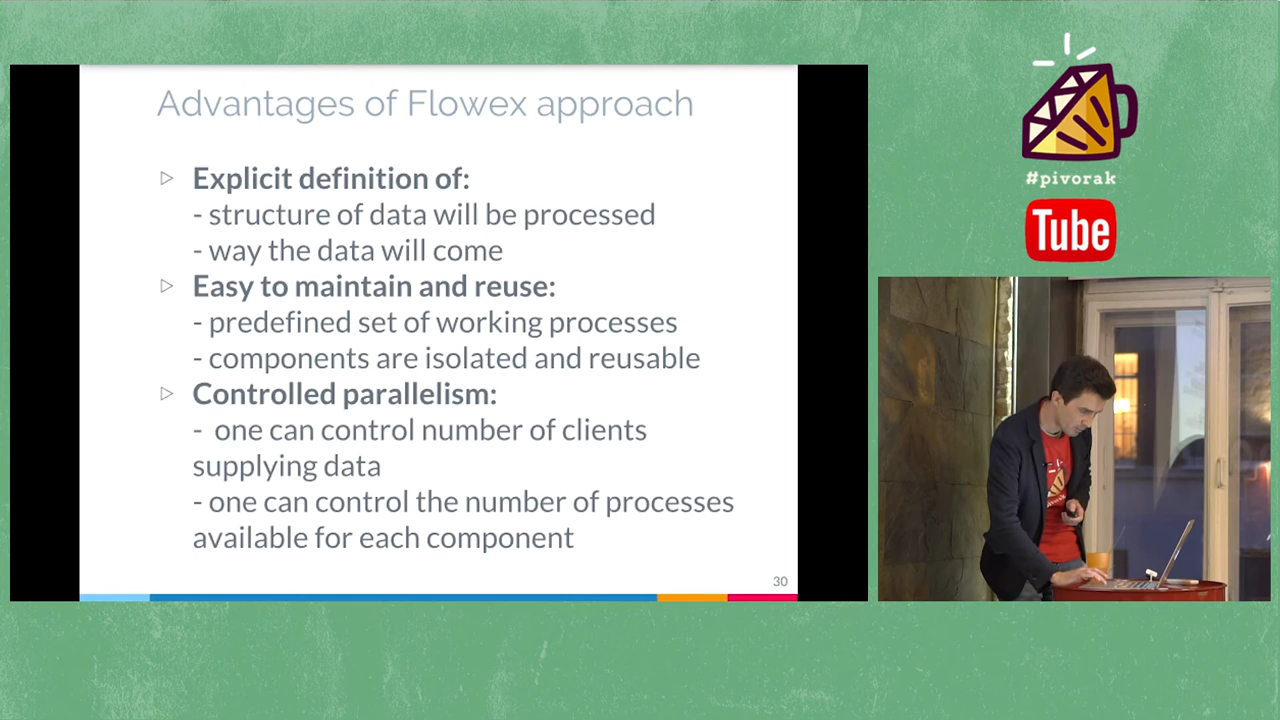 Advantages of Flowex approach
▷ Explicit definition of:
- structure of data will be processed
- way the data will come
▷ Easy to maintain and reuse:
- predefined set of working processes
- components are isolated and reusable
▷ Controlled parallelism:
- one can control number of clients
supplying data
- one can control the number of processes
available for each component
30
#pivorak
Tube